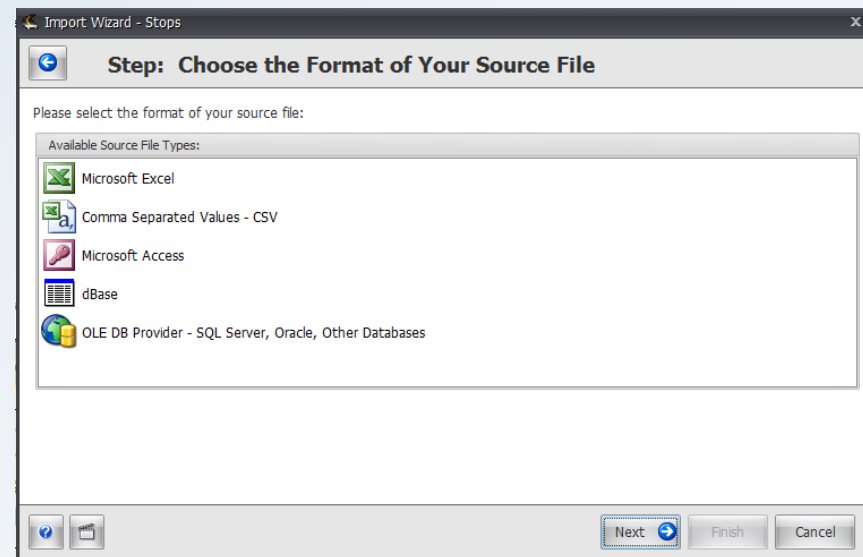 Import Wizard - Stops
x
Step: Choose the Format of Your Source File
Please select the format of your source file:
Available Source File Types:
Microsoft Excel
a,
Comma Separated Values - CSV
Microsoft Access
dBase
OLE DB Provider - SQL Server, Oracle, Other Databases
?
Next
Finish
Cancel